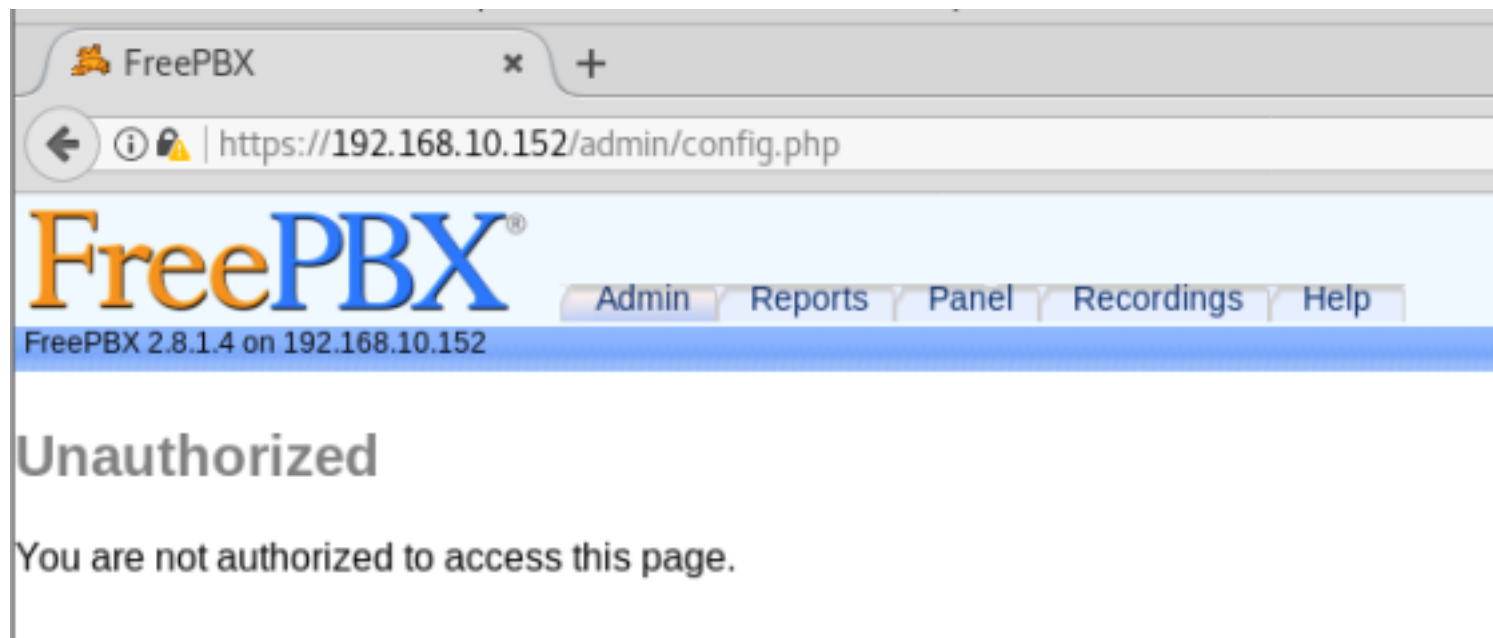 FreePBX
https://192.168.10.152/admin/config.php
FreePBX®
Admin Reports Panel Recordings Help
FreePBX 2.8.1.4 on 192.168.10.152
Unauthorized
You are not authorized to access this page.